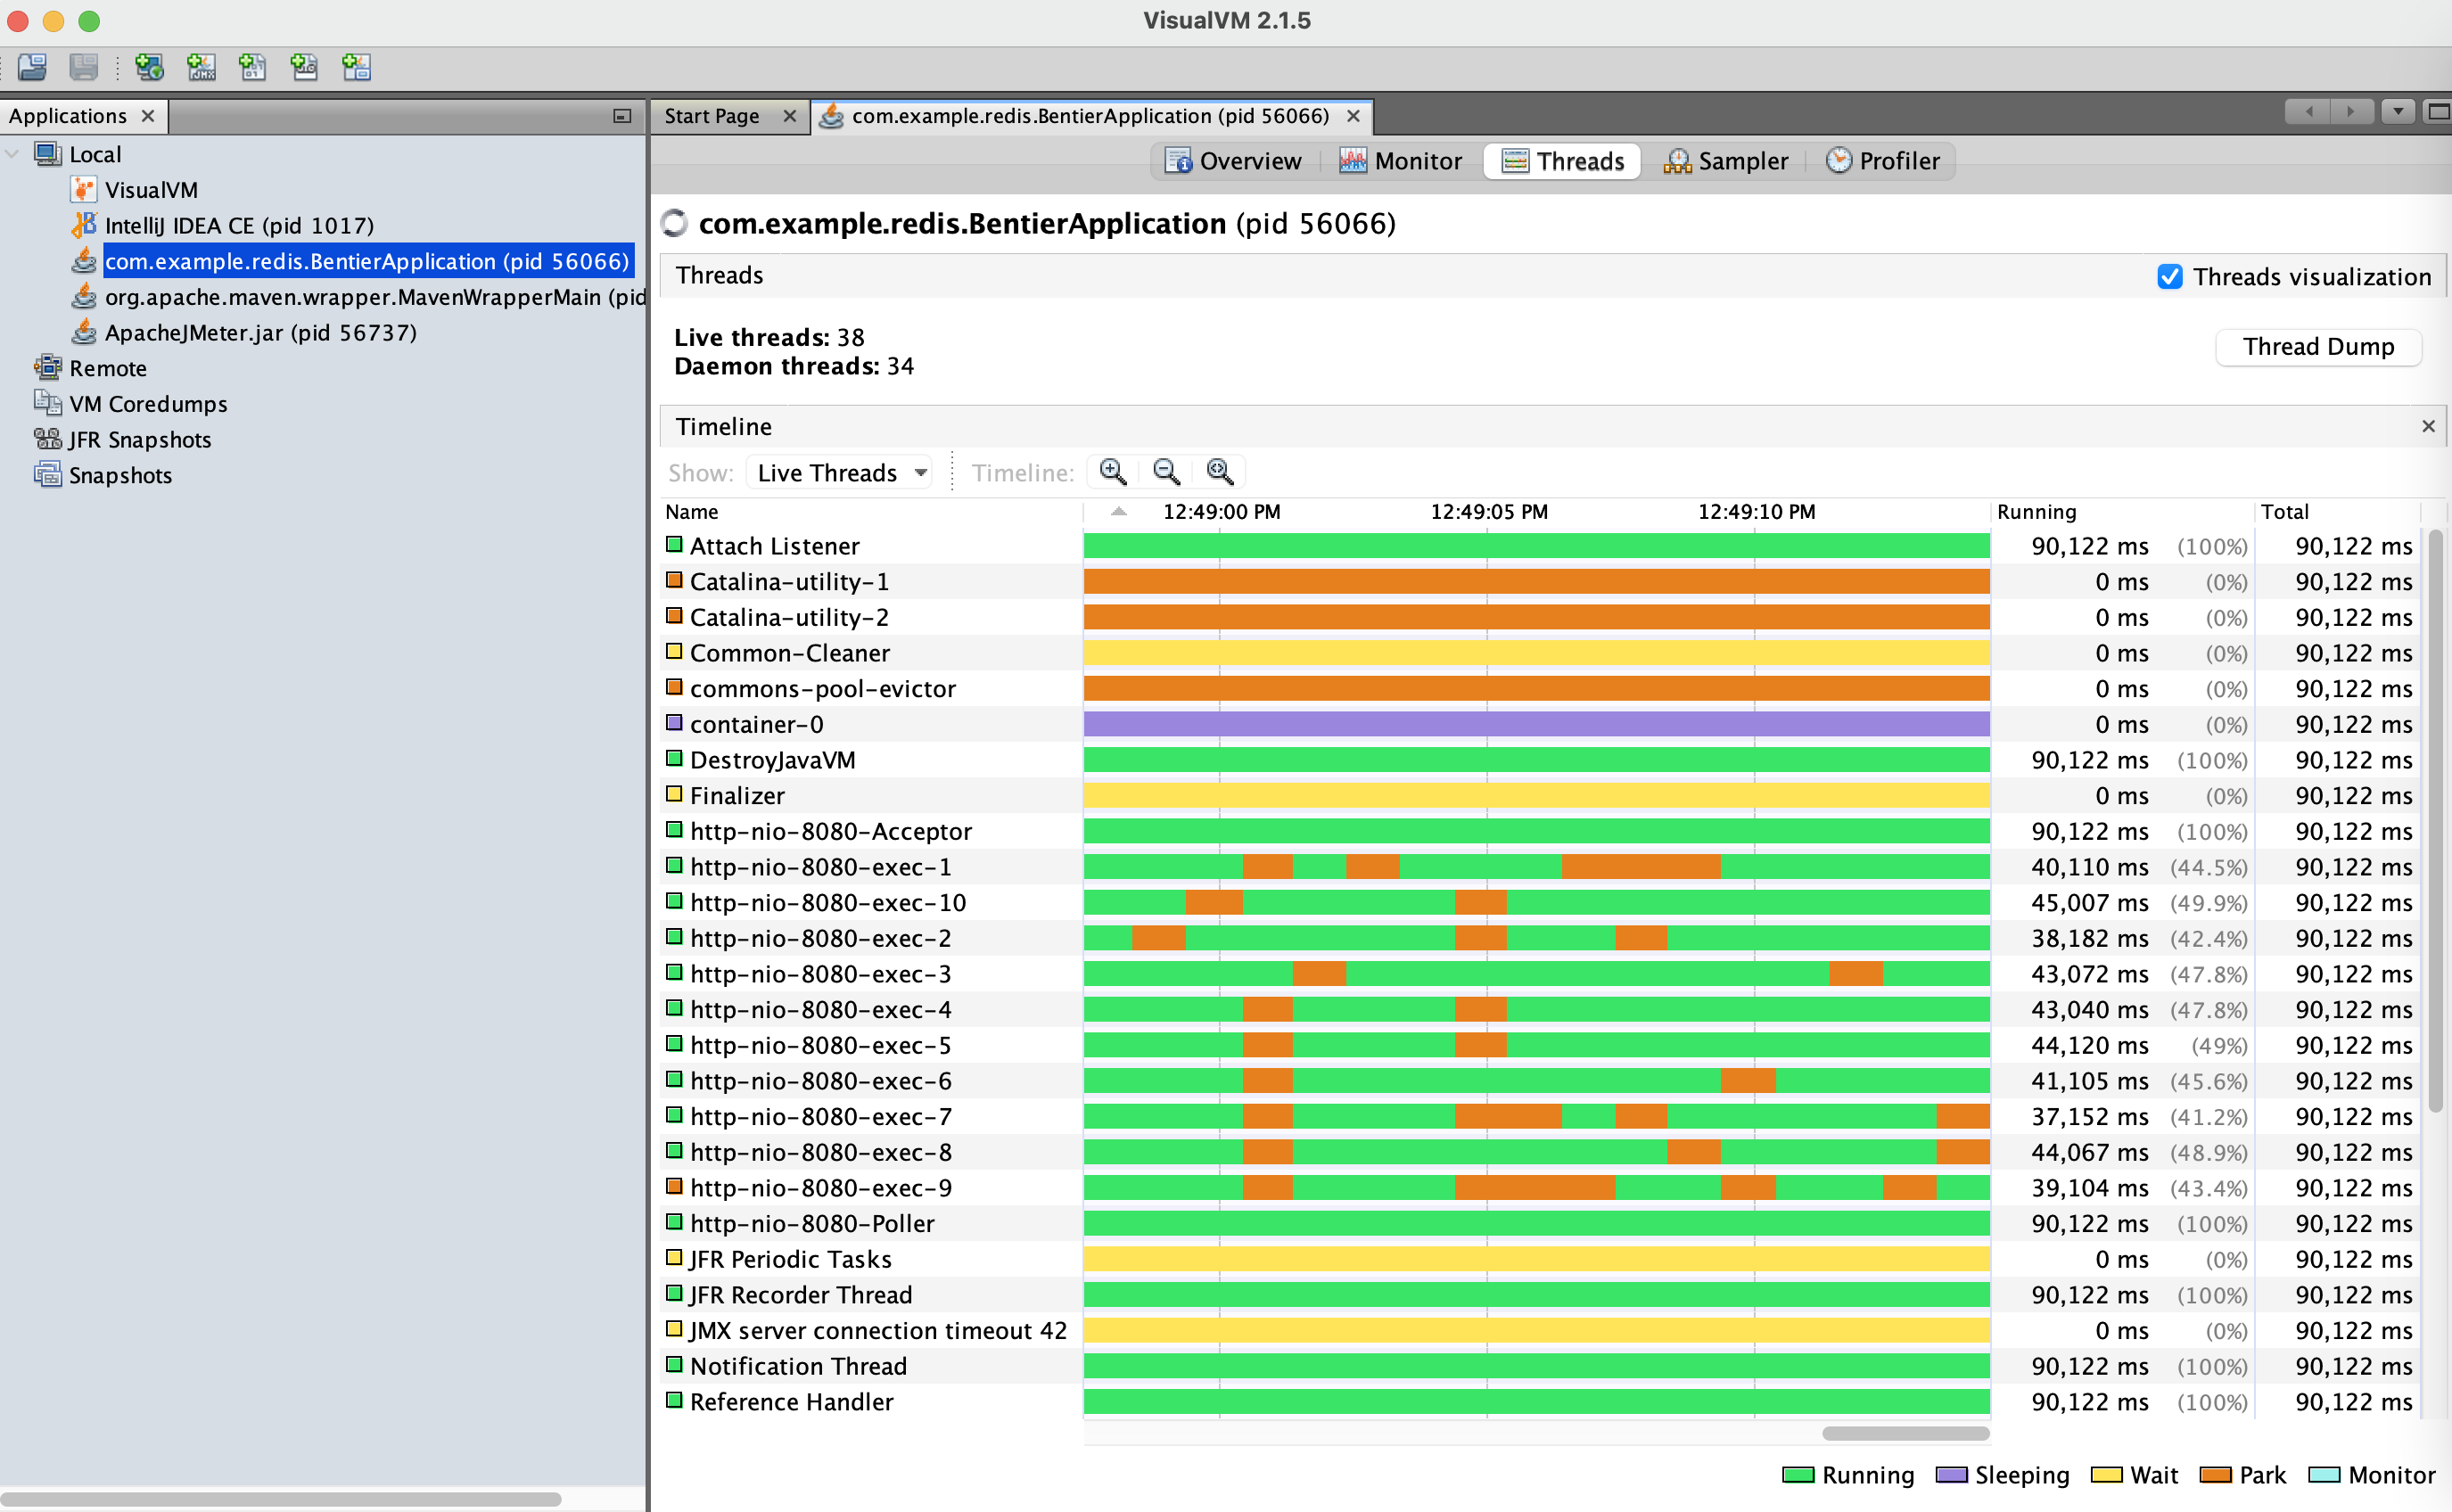 VisualVM 2.1.5
Applications
Local
VisualVM
IntelliJ IDEA CE (pid 1017)
com.example.redis.BentierApplication (pid 56066)
org.apache.maven.wrapper.MavenWrapperMain (pid
ApacheJMeter.jar (pid 56737)
Remote
VM Coredumps
JFR Snapshots
Snapshots
Start Page com.example.redis.BentierApplication (pid 56066)
Overview Monitor Threads Sampler Profiler
com.example.redis.BentierApplication (pid 56066)
Threads Threads visualization
Live threads: 38
Daemon threads: 34
Thread Dump
Timeline
Show: Live Threads Timeline:
Name 12:49:00 PM 12:49:05 PM 12:49:10 PM Running Total
Attach Listener 90,122 ms (100%) 90,122 ms
Catalina-utility-1 0 ms (0%) 90,122 ms
Catalina-utility-2 0 ms (0%) 90,122 ms
Common-Cleaner 0 ms (0%) 90,122 ms
commons-pool-evictor 0 ms (0%) 90,122 ms
container-0 0 ms (0%) 90,122 ms
DestroyJavaVM 90,122 ms (100%) 90,122 ms
Finalizer 0 ms (0%) 90,122 ms
http-nio-8080-Acceptor 90,122 ms (100%) 90,122 ms
http-nio-8080-exec-1 40,110 ms (44.5%) 90,122 ms
http-nio-8080-exec-10 45,007 ms (49.9%) 90,122 ms
http-nio-8080-exec-2 38,182 ms (42.4%) 90,122 ms
http-nio-8080-exec-3 43,072 ms (47.8%) 90,122 ms
http-nio-8080-exec-4 43,040 ms (47.8%) 90,122 ms
http-nio-8080-exec-5 44,120 ms (49%) 90,122 ms
http-nio-8080-exec-6 41,105 ms (45.6%) 90,122 ms
http-nio-8080-exec-7 37,152 ms (41.2%) 90,122 ms
http-nio-8080-exec-8 44,067 ms (48.9%) 90,122 ms
http-nio-8080-exec-9 39,104 ms (43.4%) 90,122 ms
http-nio-8080-Poller 90,122 ms (100%) 90,122 ms
JFR Periodic Tasks 0 ms (0%) 90,122 ms
JFR Recorder Thread 90,122 ms (100%) 90,122 ms
JMX server connection timeout 42 0 ms (0%) 90,122 ms
Notification Thread 90,122 ms (100%) 90,122 ms
Reference Handler 90,122 ms (100%) 90,122 ms
Running Sleeping Wait Park Monitor